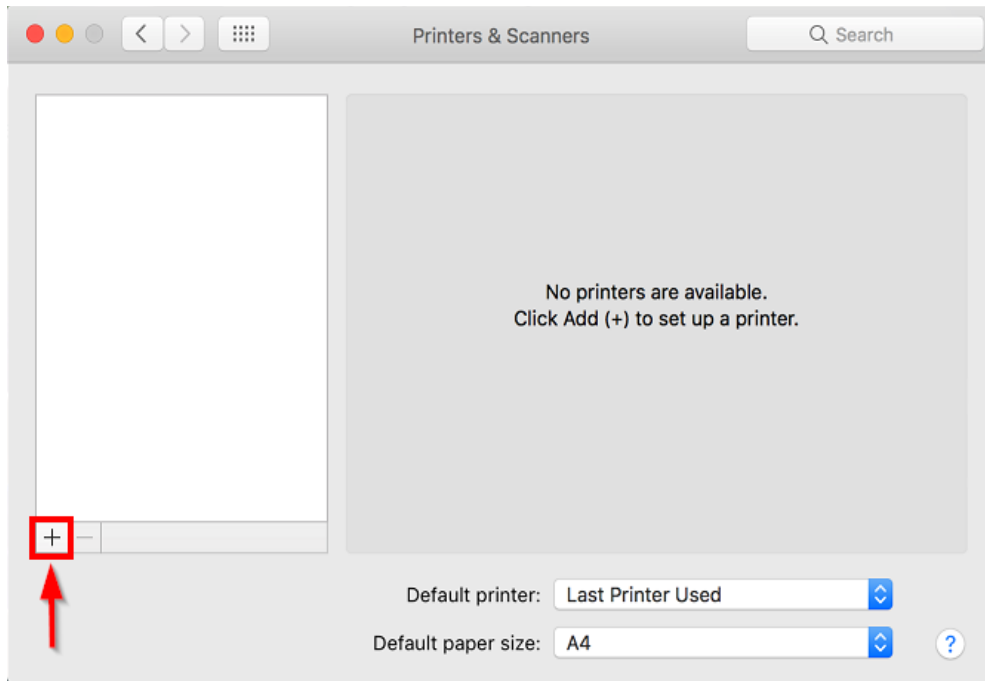 Printers & Scanners
Search
No printers are available.
Click Add (+) to set up a printer.
+ −
Default printer: Last Printer Used
Default paper size: A4
?